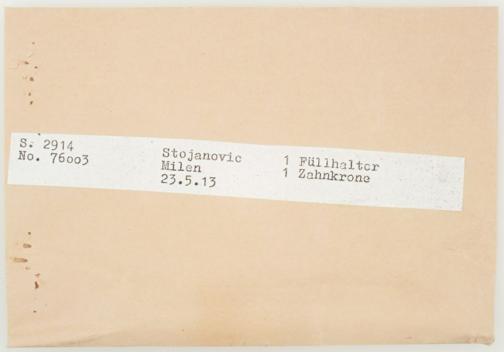 S. 2914
No. 76003
Stojanovic
Milen
23.5.13
1 Füllhalter
1 Zahnkrone